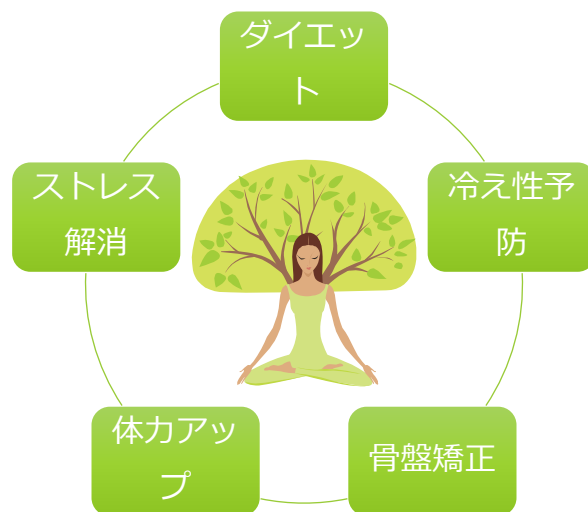 ダイエッ
ト
冷え性予
防
骨盤矯正
体力アッ
プ
ストレス
解消